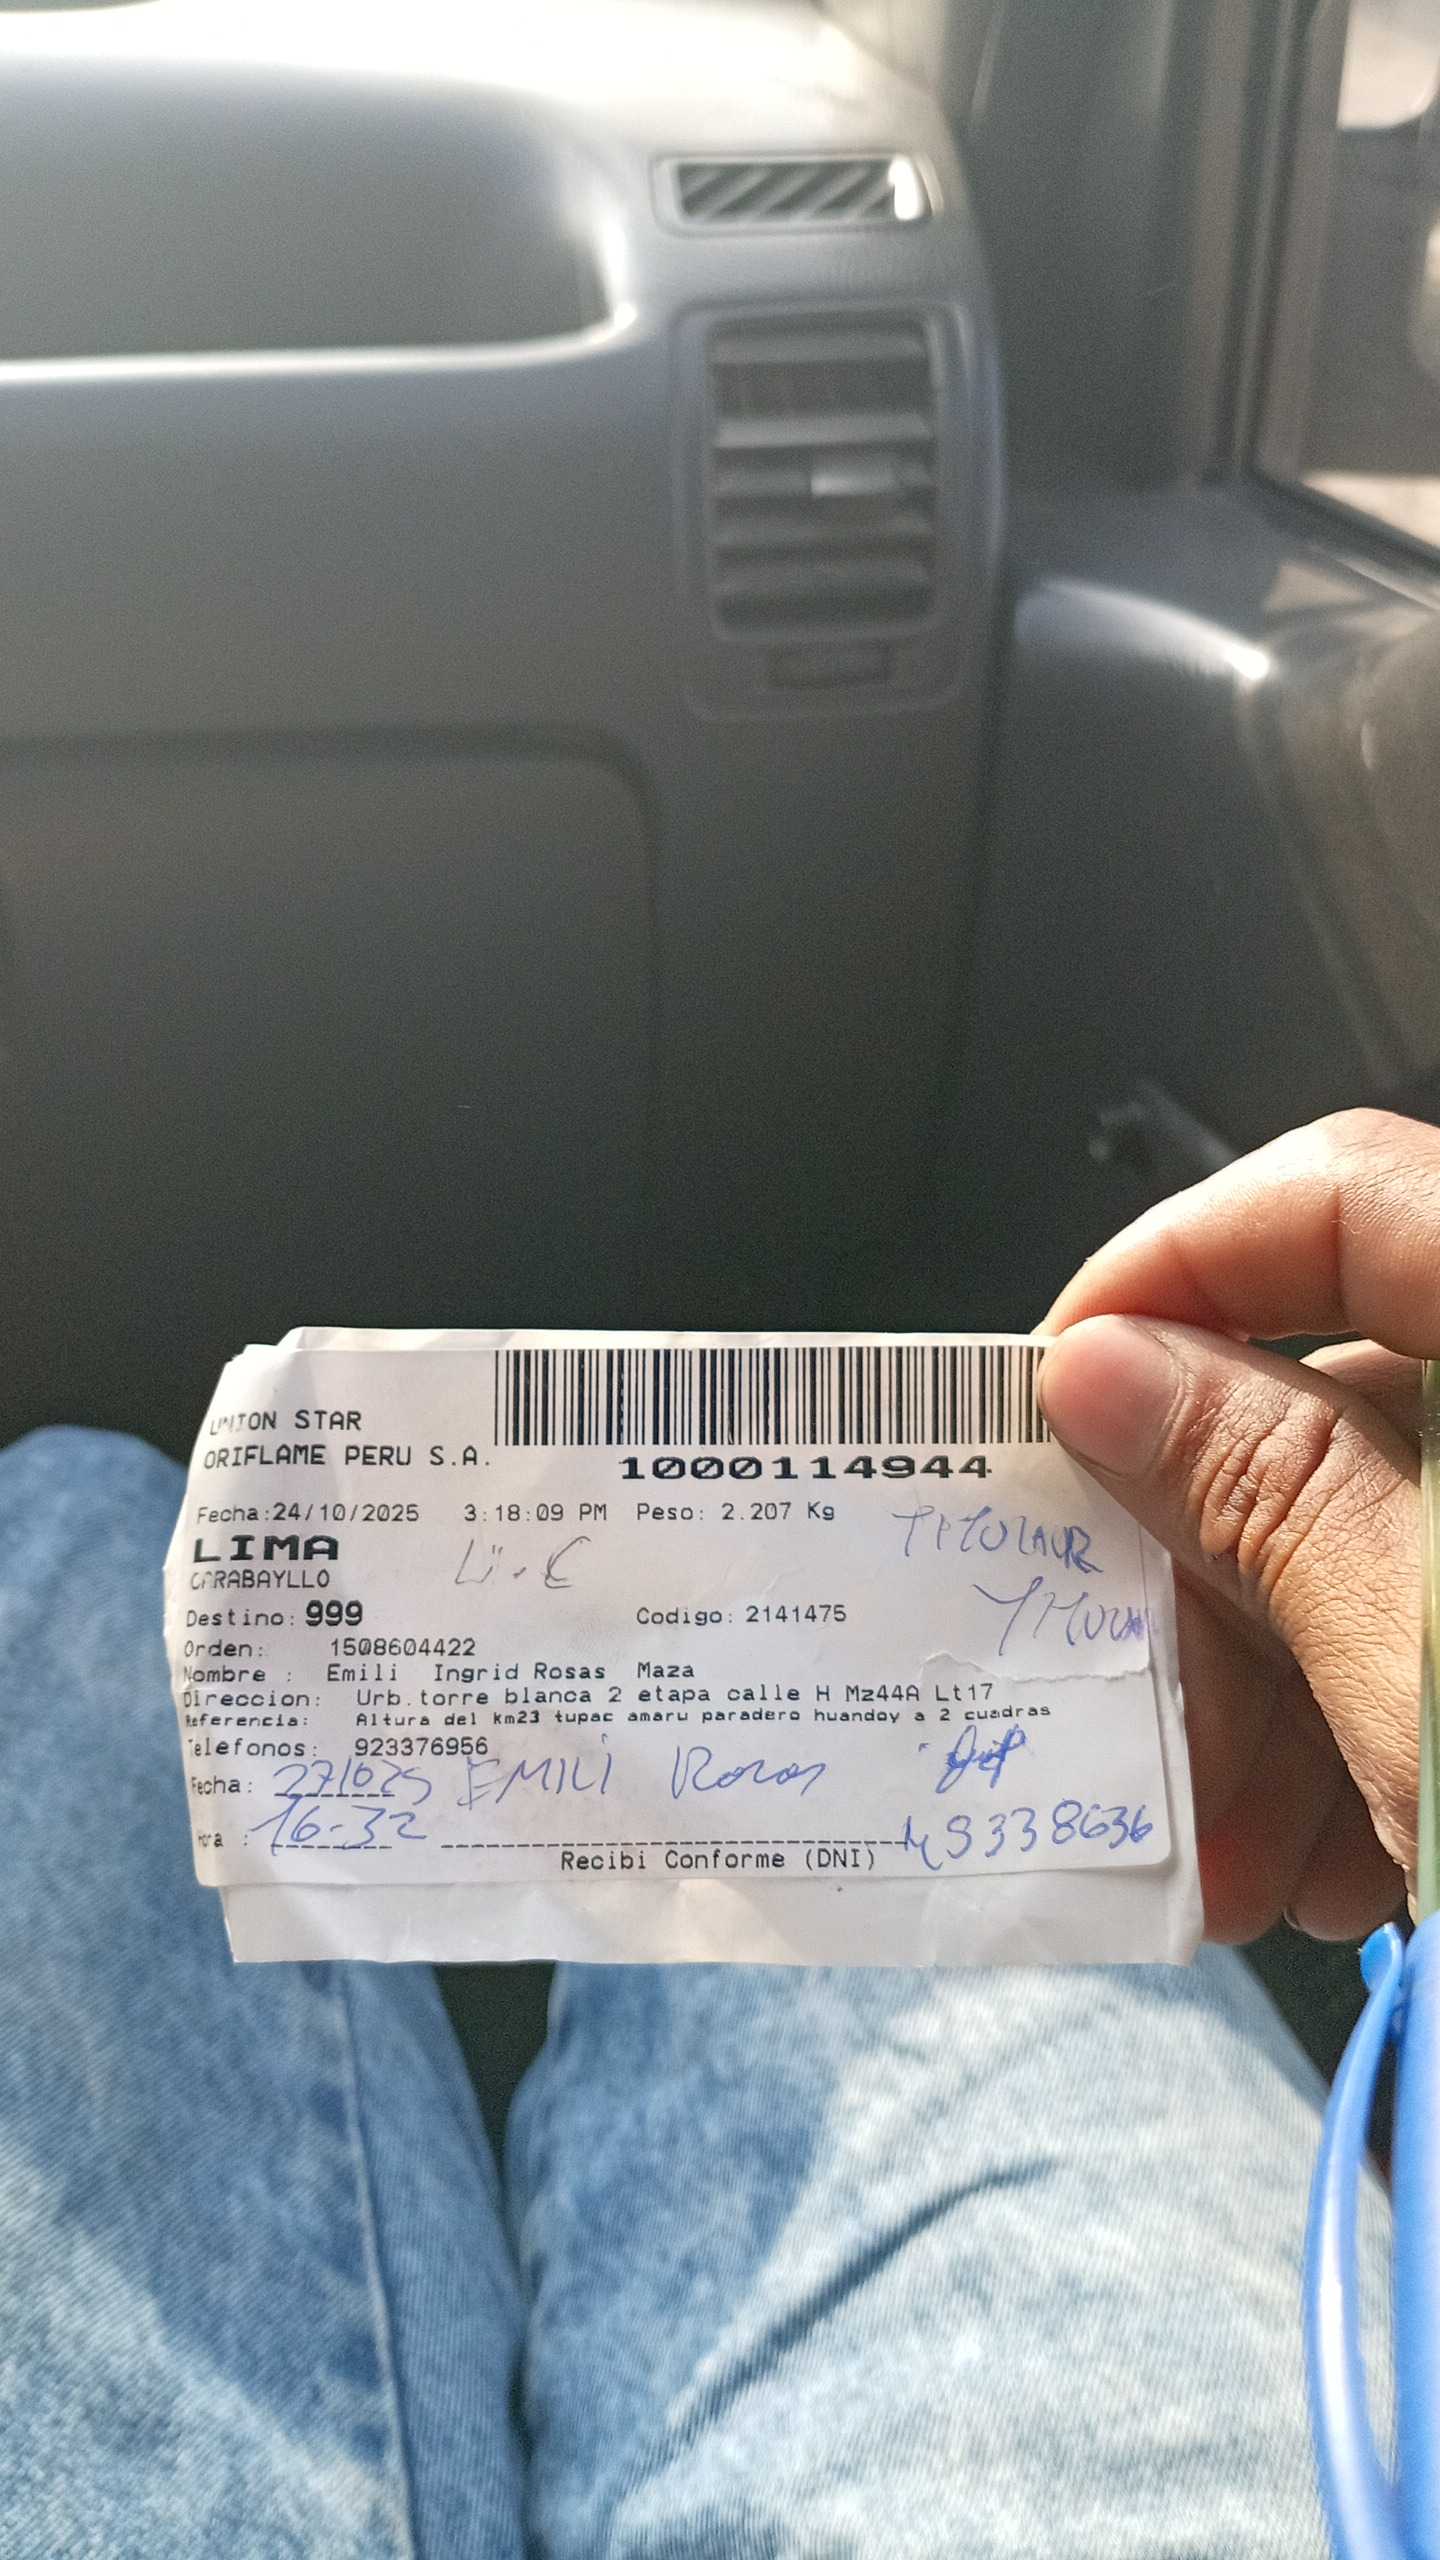 UNION STAR
ORIFLAME PERU S.A.
1000114944
Fecha:24/10/2025 3:18:09 PM Peso: 2.207 Kg
LIMA
CARABAYLLO
TITULAR
Destino: 999 Codigo: 2141475
Orden: 1508604422
Nombre : Emili Ingrid Rosas Maza
Direccion: Urb.torre blanca 2 etapa calle H Mz44A Lt17
Referencia: Altura del km23 tupac amaru paradero huandoy a 2 cuadras
Telefonos: 923376956
Fecha: 271025 EMILI Rosas
Hora : 16-32
Recibi Conforme (DNI)